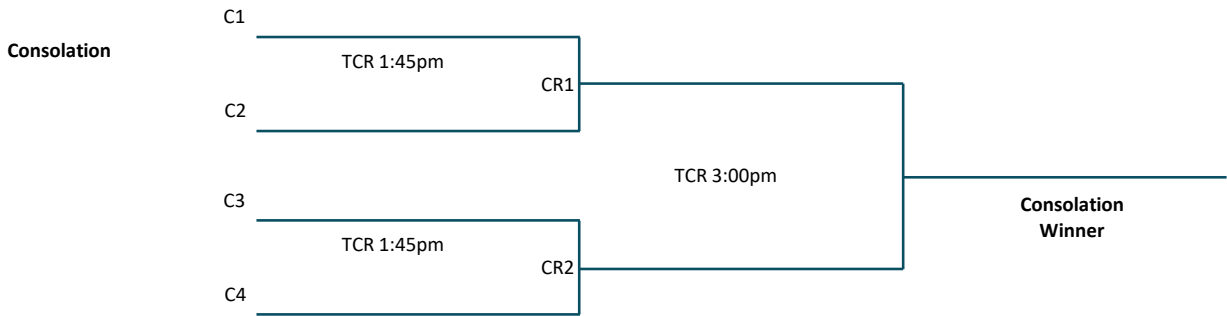 C1
Consolation
TCR 1:45pm
CR1
C2
TCR 3:00pm
C3
Consolation
Winner
TCR 1:45pm
CR2
C4